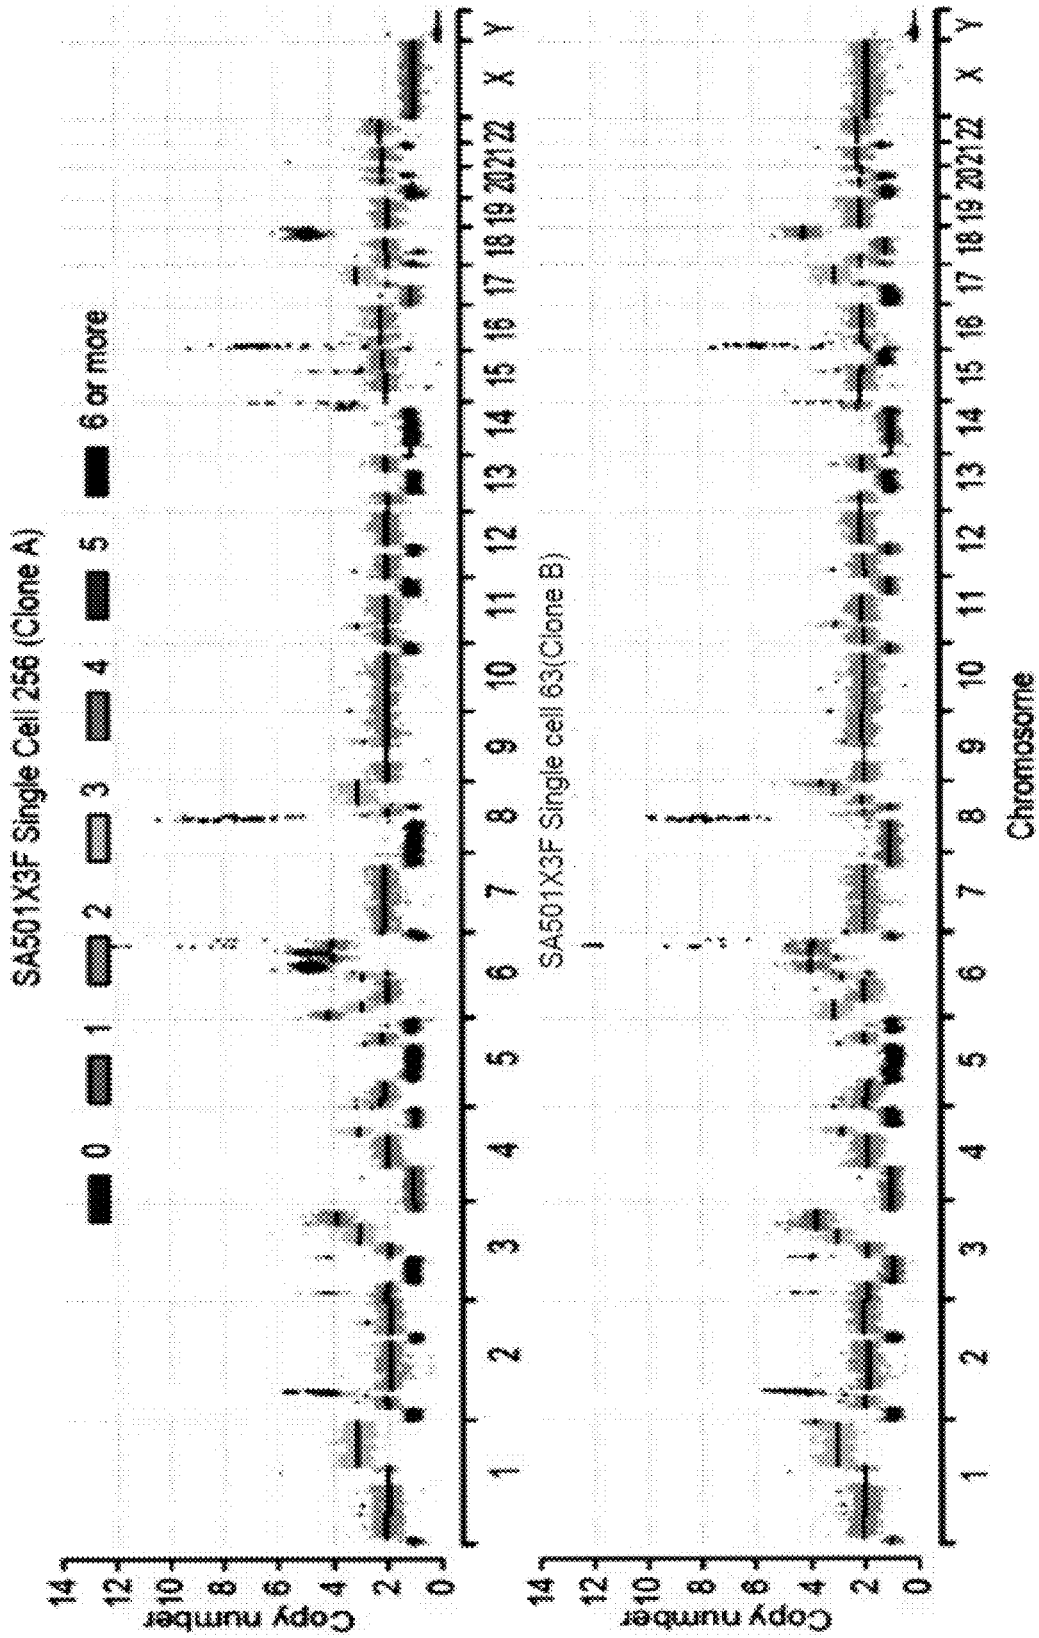 SA501X3F Single Cell 256 (Clone A)
0 1 2 3 4 5 6 or more
14
12
10
8
6
4
2
0
Copy number
1 2 3 4 5 6 7 8 9 10 11 12 13 14 15 16 17 18 19 20 21 22 X Y
SA501X3F Single cell 63(Clone B)
14
12
10
8
6
4
2
0
Copy number
1 2 3 4 5 6 7 8 9 10 11 12 13 14 15 16 17 18 19 20 21 22 X Y
Chromosome